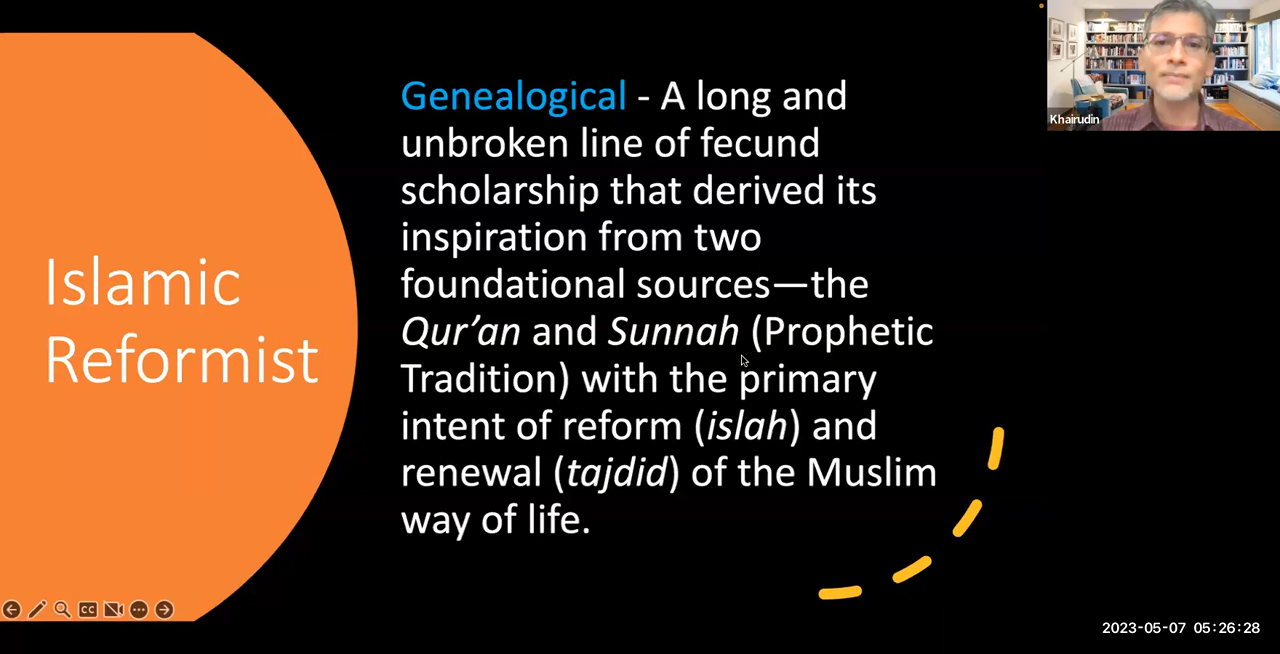 Islamic
Reformist
Genealogical - A long and
unbroken line of fecund
scholarship that derived its
inspiration from two
foundational sources—the
Qur’an and Sunnah (Prophetic
Tradition) with the primary
intent of reform (islah) and
renewal (tajdid) of the Muslim
way of life.
Khairudin
CC
2023-05-07 05:26:28